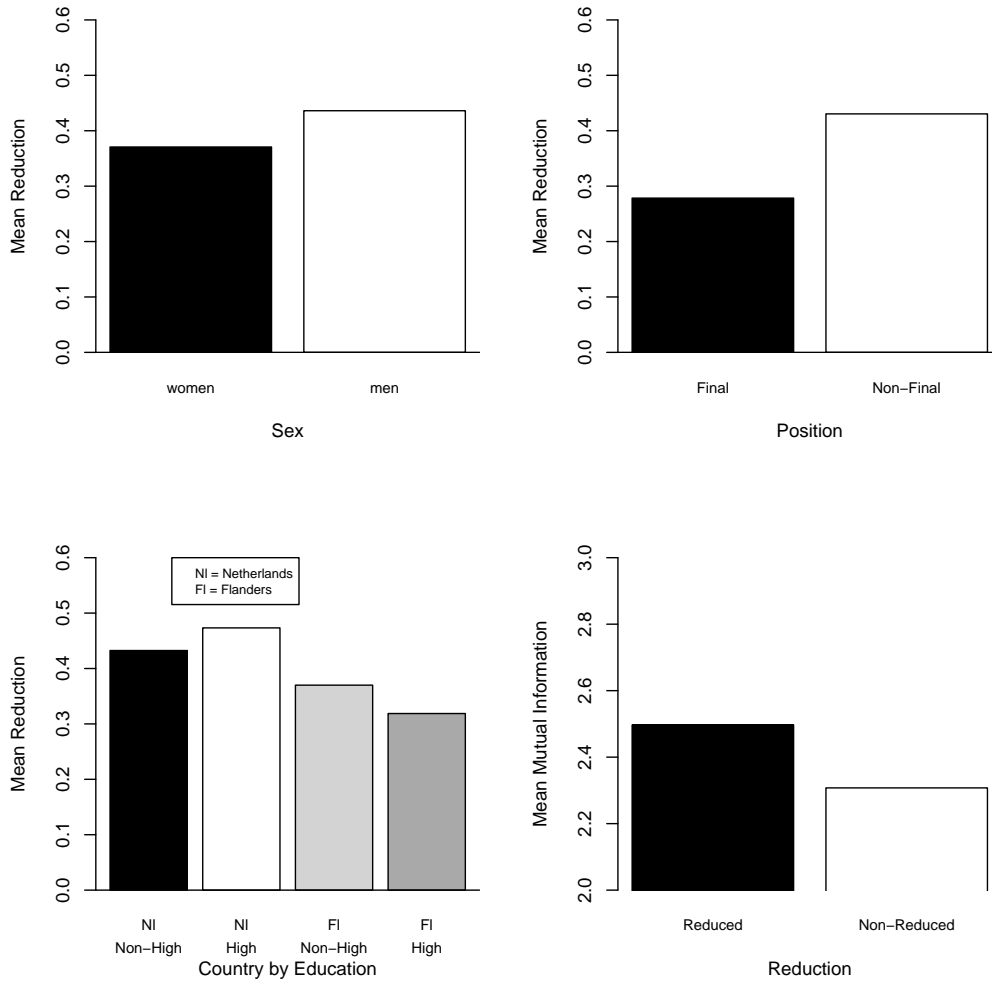 Mean Reduction
0.0 0.1 0.2 0.3 0.4 0.5 0.6
women men
Sex
Mean Reduction
0.0 0.1 0.2 0.3 0.4 0.5 0.6
Final Non−Final
Position
Mean Reduction
0.0 0.1 0.2 0.3 0.4 0.5 0.6
Nl = Netherlands
Fl = Flanders
Nl Nl Fl Fl
Non−High High Non−High High
Country by Education
Mean Mutual Information
2.0 2.2 2.4 2.6 2.8 3.0
Reduced Non−Reduced
Reduction